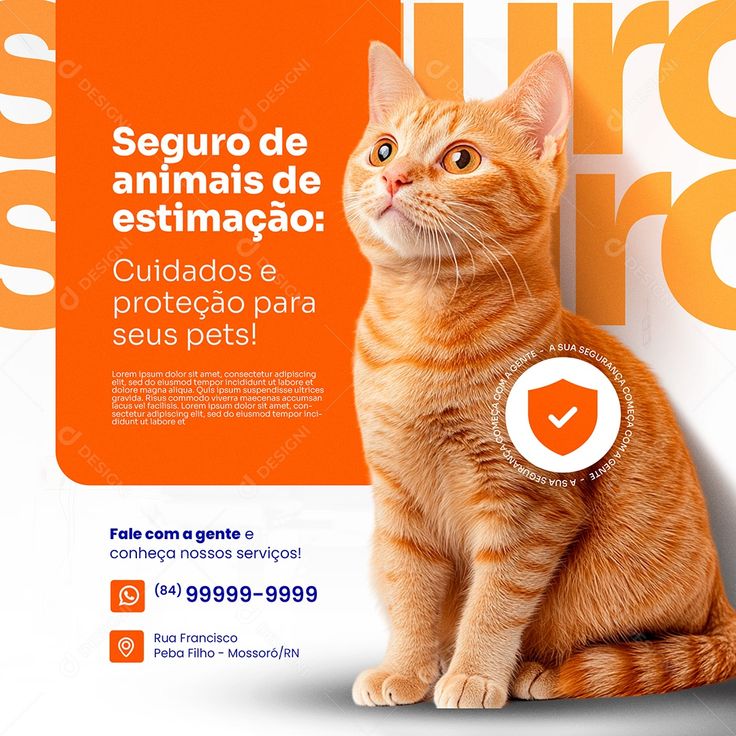 uro
s uro
Seguro de
animais de
estimação:
Cuidados e
proteção para
seus pets!
Lorem ipsum dolor sit amet, consectetur adipiscing
elit, sed do eiusmod tempor incididunt ut labore et
dolore magna aliqua. Quis ipsum suspendisse ultrices
gravida. Risus commodo viverra maecenas accumsan
lacus vel facilisis. Lorem ipsum dolor sit amet, con-
sectetur adipiscing elit, sed do eiusmod tempor inci-
didunt ut labore et
A SUA SEGURANÇA COMEÇA COM A GENTE - A SUA SEGURANÇA COMEÇA COM A GENTE -
Fale com a gente e
conheça nossos serviços!
(84) 99999-9999
Rua Francisco
Peba Filho - Mossoró/RN
DESIGNI